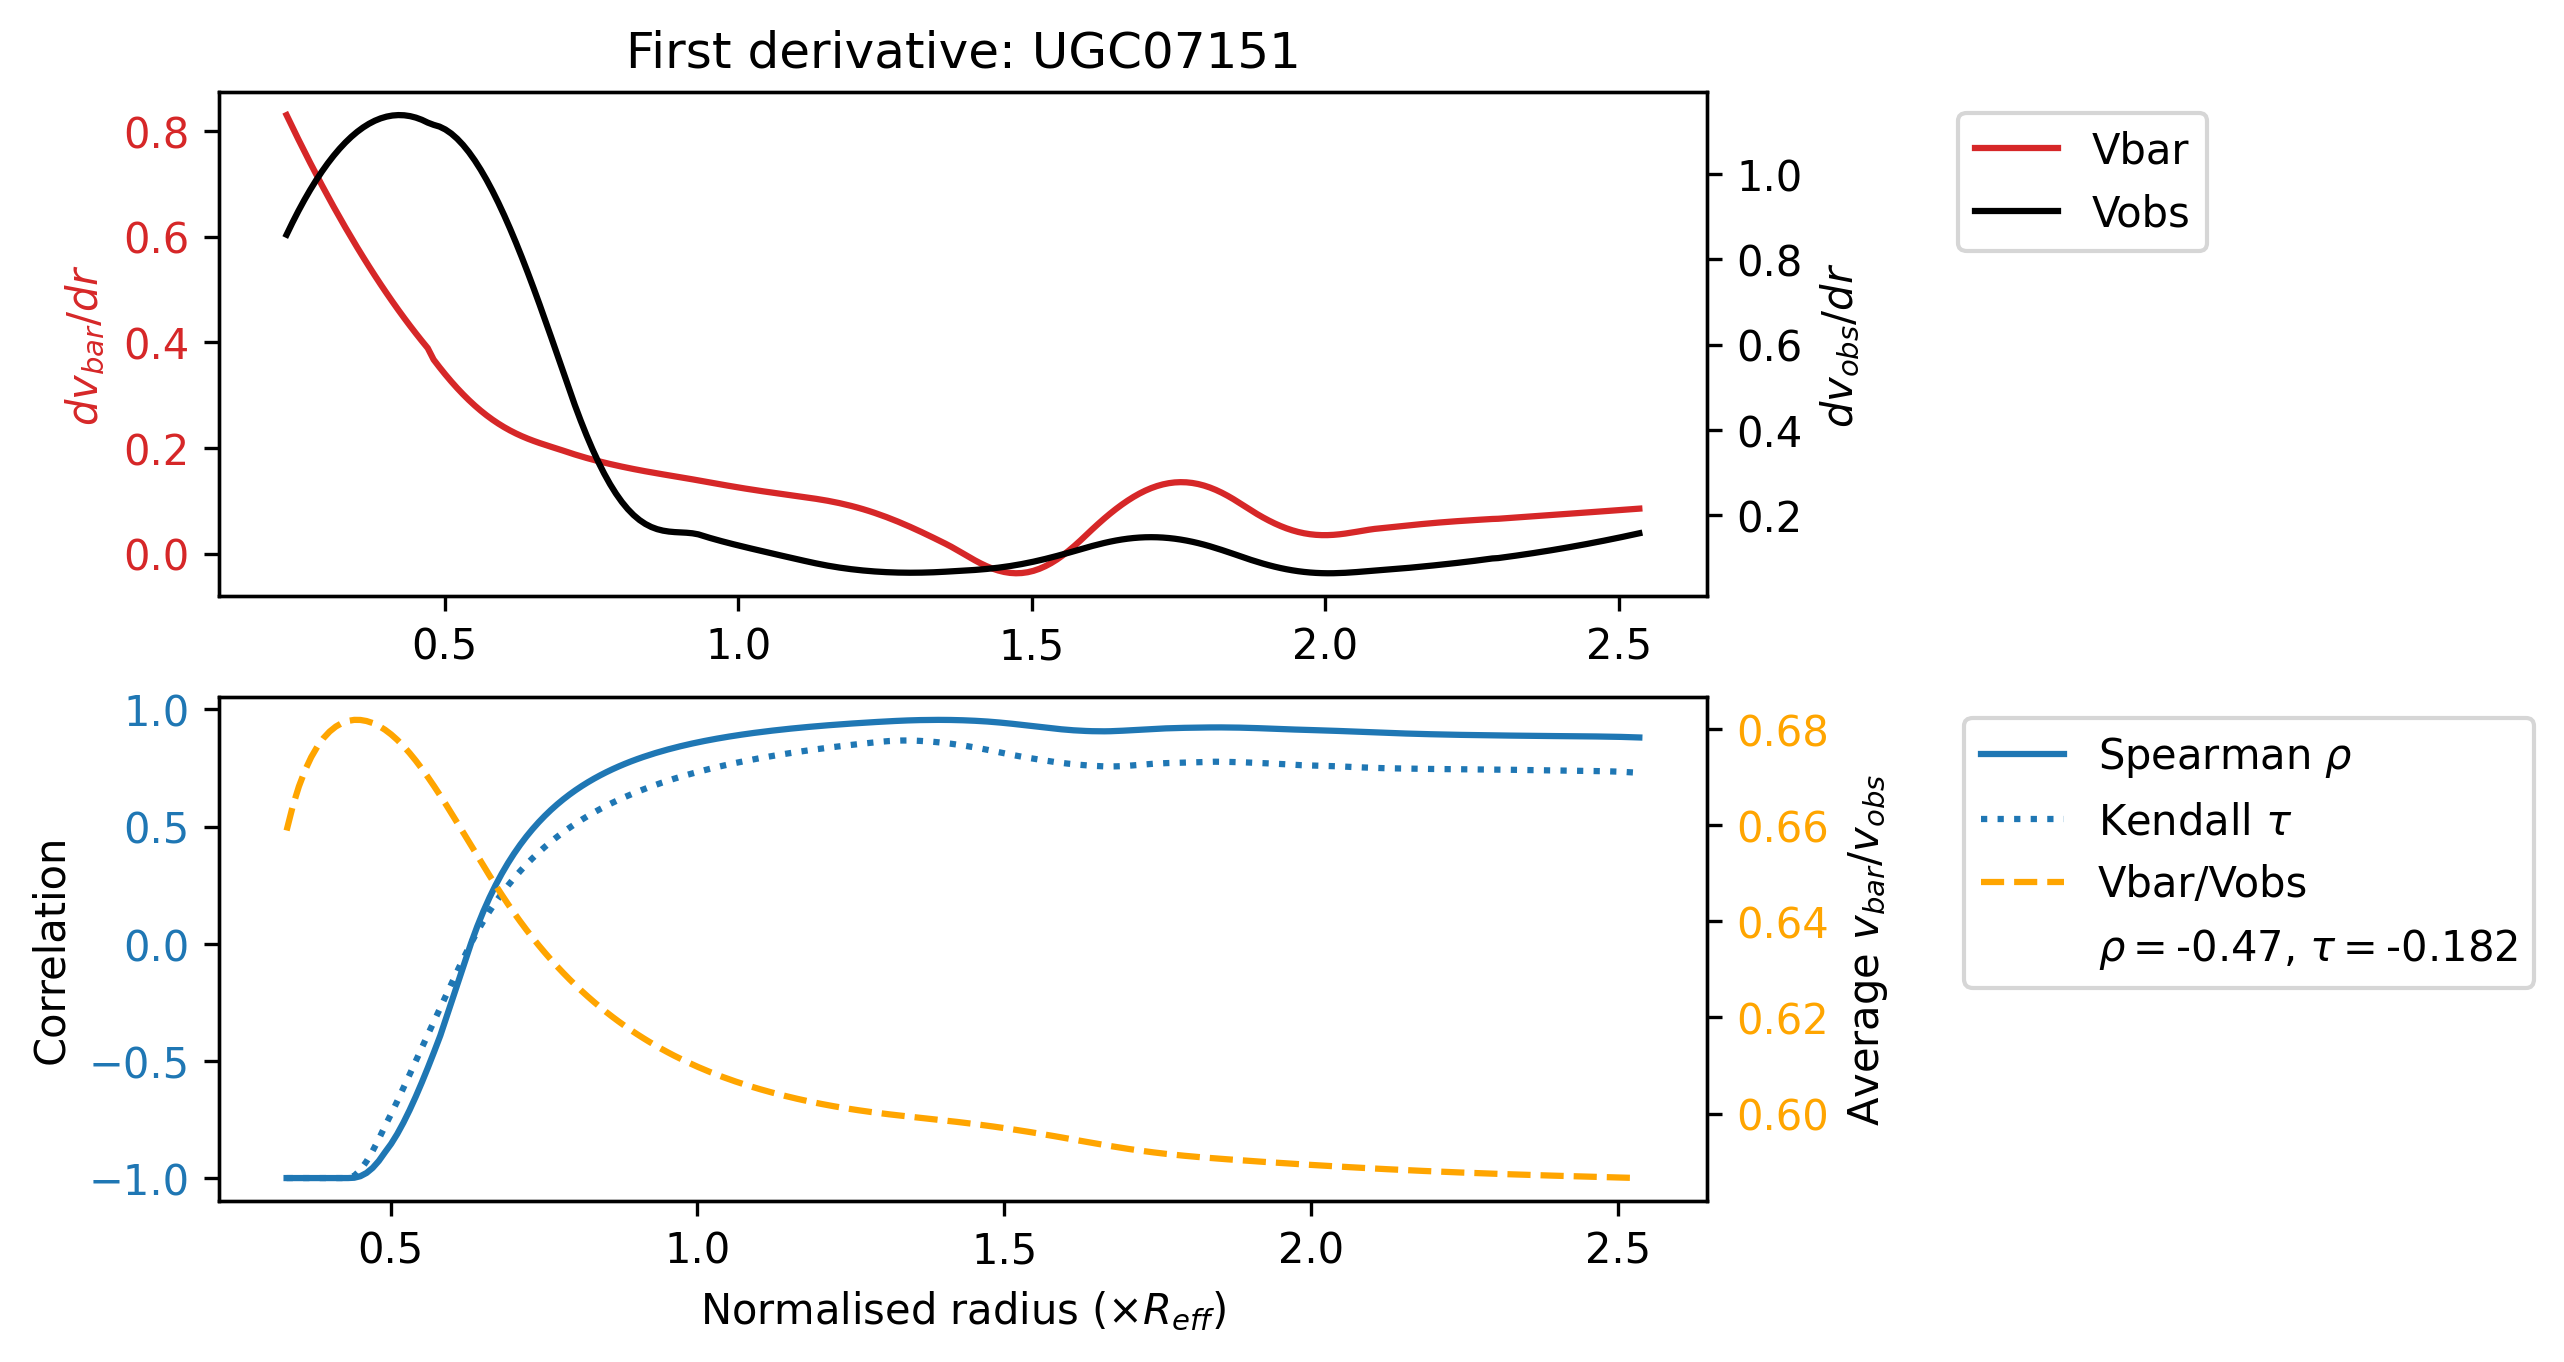 First derivative: UGC07151
0.8
0.6
0.4
0.2
0.0
dv_bar/dr
1.0
0.8
0.6
0.4
0.2
dv_obs/dr
0.5 1.0 1.5 2.0 2.5
Vbar
Vobs
1.0
0.5
0.0
−0.5
−1.0
Correlation
0.68
0.66
0.64
0.62
0.60
Average v_bar/v_obs
0.5 1.0 1.5 2.0 2.5
Normalised radius (×R_eff)
Spearman ρ
Kendall τ
Vbar/Vobs
ρ = -0.47, τ = -0.182